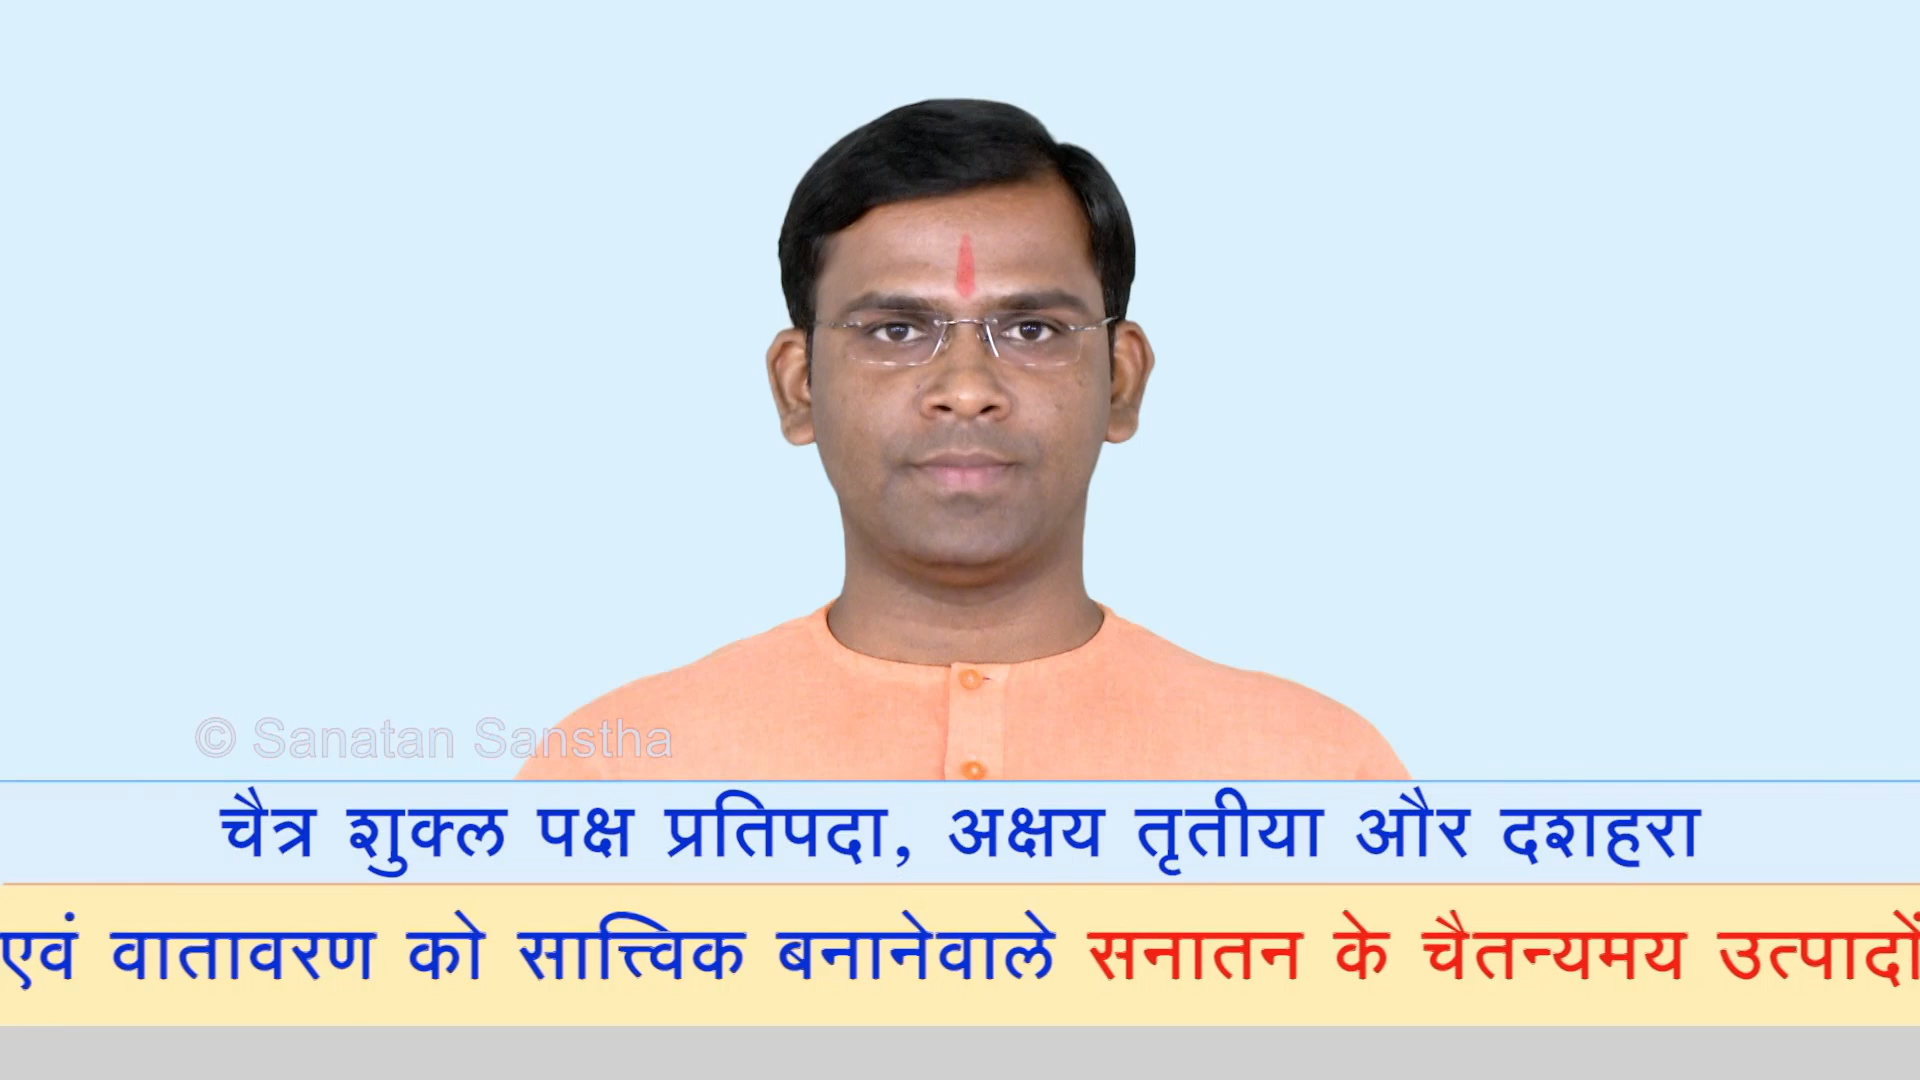 © Sanatan Sanstha
चैत्र शुक्ल पक्ष प्रतिपदा, अक्षय तृतीया और दशहरा
एवं वातावरण को सात्त्विक बनानेवाले सनातन के चैतन्यमय उत्पादों